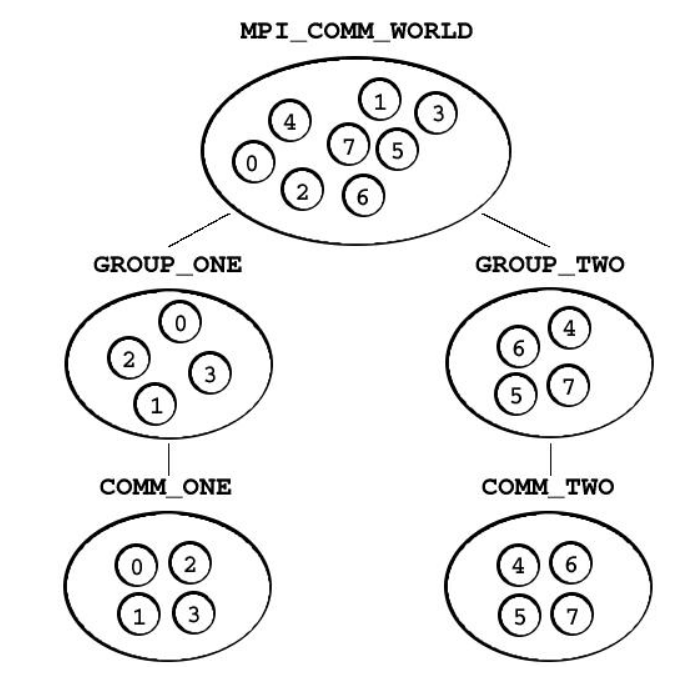 MPI_COMM_WORLD
4 1 3
0 7 5
2 6
GROUP_ONE
0
2 3
1
GROUP_TWO
4
6
5 7
COMM_ONE
0 2
1 3
COMM_TWO
4 6
5 7